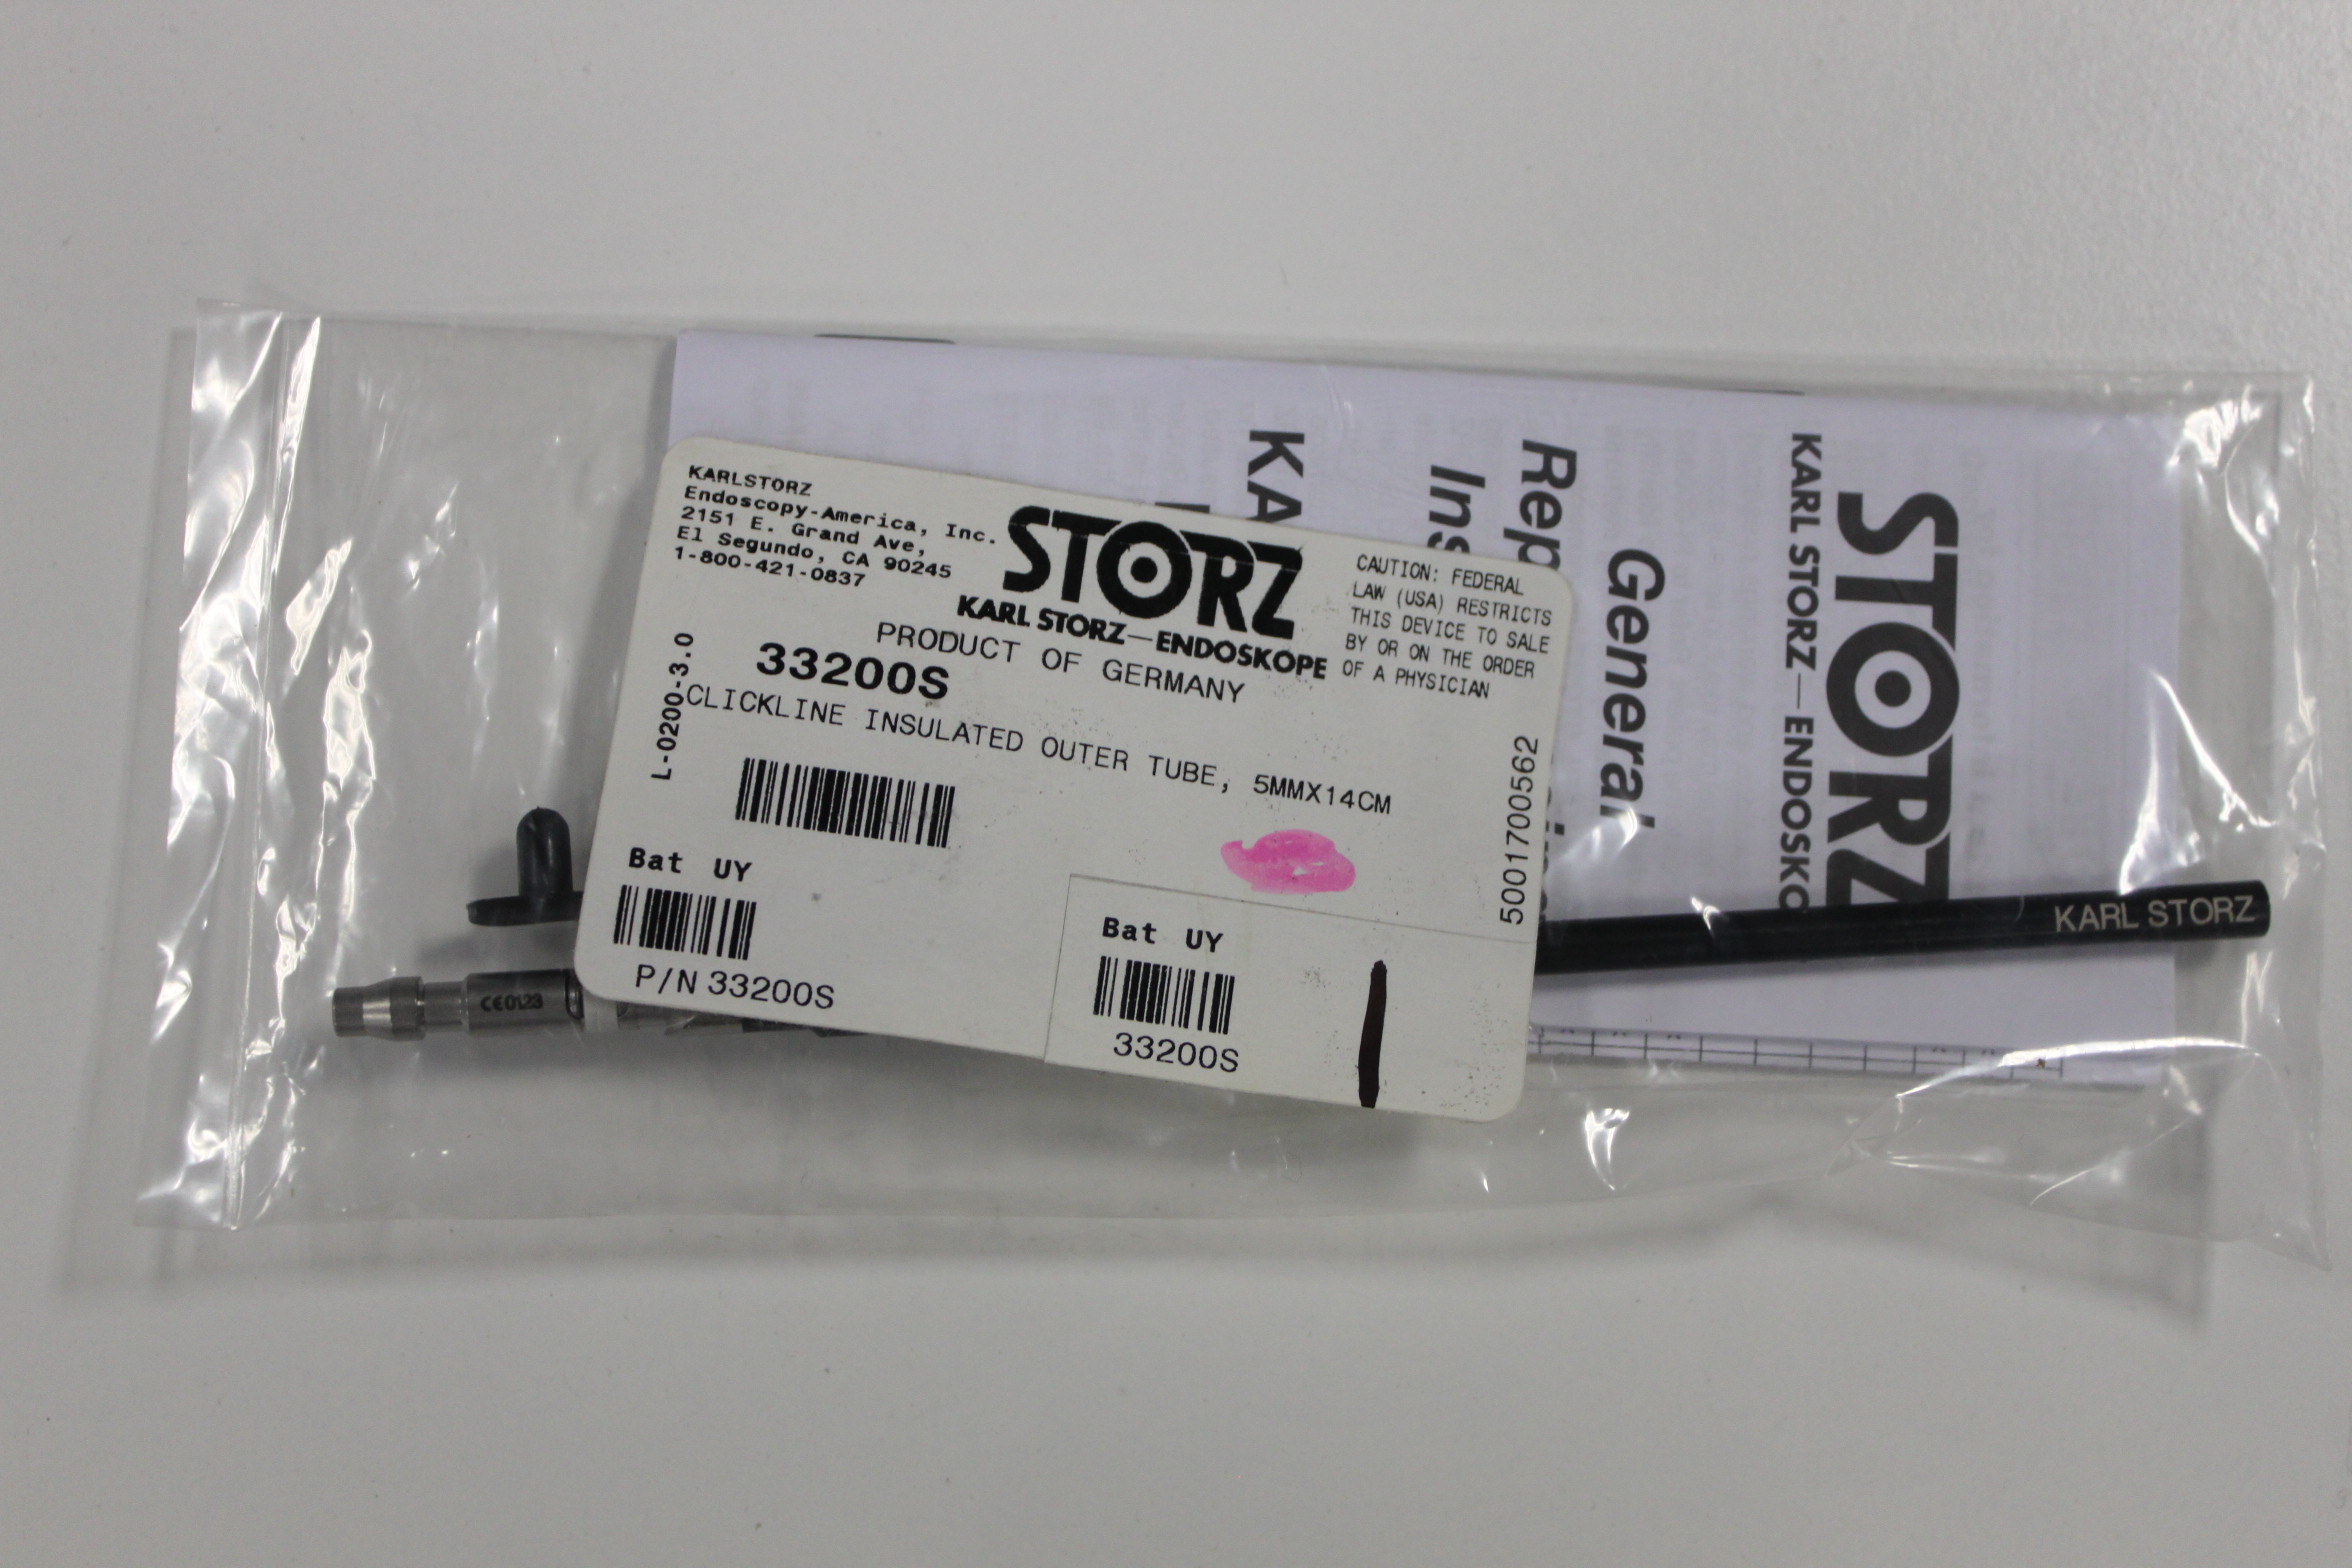 KARLSTORZ
Endoscopy-America, Inc.
2151 E. Grand Ave,
El Segundo, CA 90245
1-800-421-0837
STORZ
KARL STORZ—ENDOSKOPE
PRODUCT OF GERMANY
CAUTION: FEDERAL
LAW (USA) RESTRICTS
THIS DEVICE TO SALE
BY OR ON THE ORDER
OF A PHYSICIAN
L-0200-3.0
33200S
CLICKLINE INSULATED OUTER TUBE, 5MMX14CM
5001700562
Bat UY
P/N 33200S
Bat UY
33200S
CE0123
KARL STORZ
STORZ
KARL STORZ—ENDOSKO
General
Rep
Ins
KA